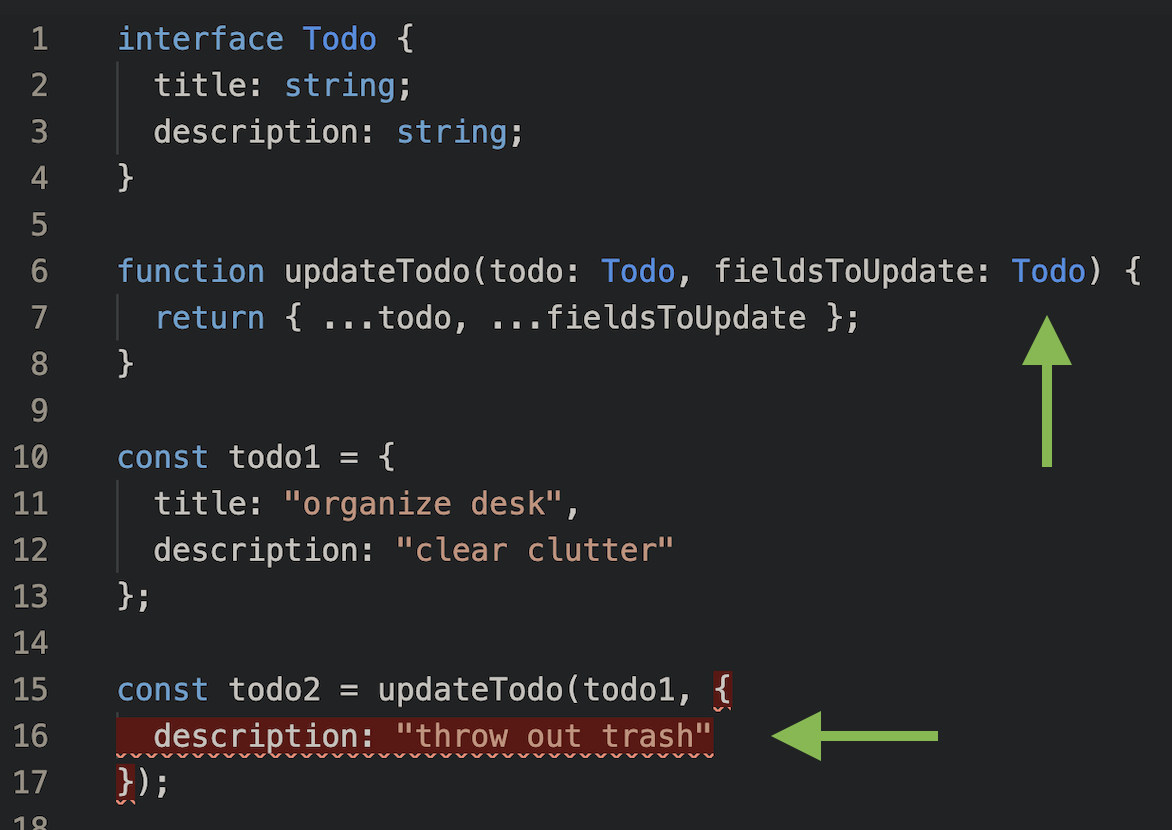 1 interface Todo {
2   title: string;
3   description: string;
4 }
5
6 function updateTodo(todo: Todo, fieldsToUpdate: Todo) {
7   return { ...todo, ...fieldsToUpdate };
8 }
9
10 const todo1 = {
11   title: "organize desk",
12   description: "clear clutter"
13 };
14
15 const todo2 = updateTodo(todo1, {
16   description: "throw out trash"
17 });
18